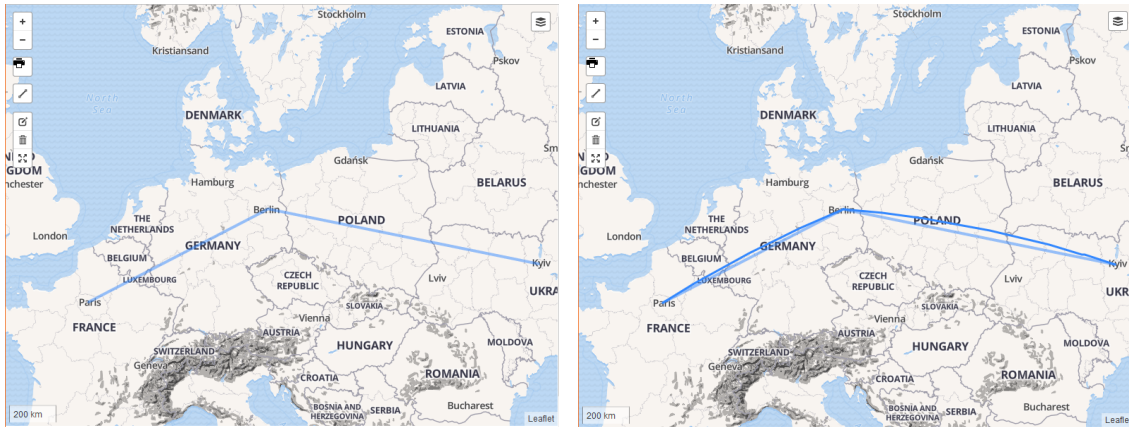 +
−
Stockholm
ESTONIA
Kristiansand
Pskov
North
Sea
LATVIA
DENMARK
LITHUANIA
Sm
GDOM
Gdańsk
nchester
Hamburg
BELARUS
Berlin
THE
NETHERLANDS
POLAND
London
GERMANY
BELGIUM
Kyiv
CZECH
REPUBLIC
Lviv
LUXEMBOURG
UKRA
Paris
SLOVAKIA
Vienna
FRANCE
AUSTRIA
HUNGARY
MOLDOVA
SWITZERLAND
Geneva
ROMANIA
CROATIA
BOSNIA AND
HERZEGOVINA
SERBIA
Bucharest
200 km
Leaflet
+
−
Stockholm
ESTONIA
Kristiansand
Pskov
North
Sea
LATVIA
DENMARK
LITHUANIA
Sm
GDOM
Gdańsk
nchester
Hamburg
BELARUS
Berlin
THE
NETHERLANDS
POLAND
London
GERMANY
BELGIUM
Kyiv
CZECH
REPUBLIC
Lviv
LUXEMBOURG
UKRA
Paris
SLOVAKIA
Vienna
FRANCE
AUSTRIA
HUNGARY
MOLDOVA
SWITZERLAND
Geneva
ROMANIA
CROATIA
BOSNIA AND
HERZEGOVINA
SERBIA
Bucharest
200 km
Leafle